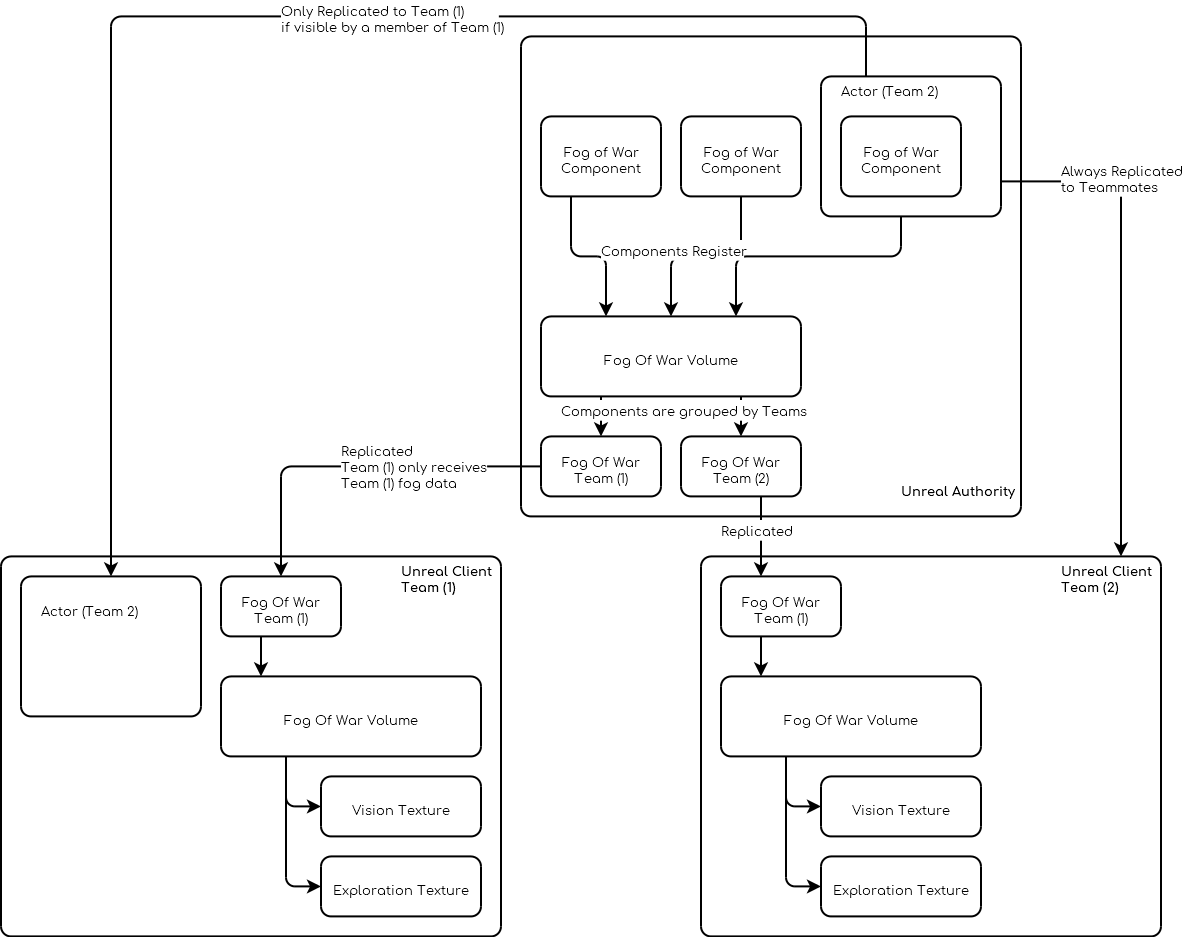 Only Replicated to Team (1)
if visible by a member of Team (1)
Actor (Team 2)
Fog of War
Component
Fog of War
Component
Fog of War
Component
Always Replicated
to Teammates
Components Register
Fog Of War Volume
Components are grouped by Teams
Replicated
Team (1) only receives
Team (1) fog data
Fog Of War
Team (1)
Fog Of War
Team (2)
Unreal Authority
Replicated
Unreal Client
Team (1)
Actor (Team 2)
Fog Of War
Team (1)
Fog Of War Volume
Vision Texture
Exploration Texture
Unreal Client
Team (2)
Fog Of War
Team (1)
Fog Of War Volume
Vision Texture
Exploration Texture